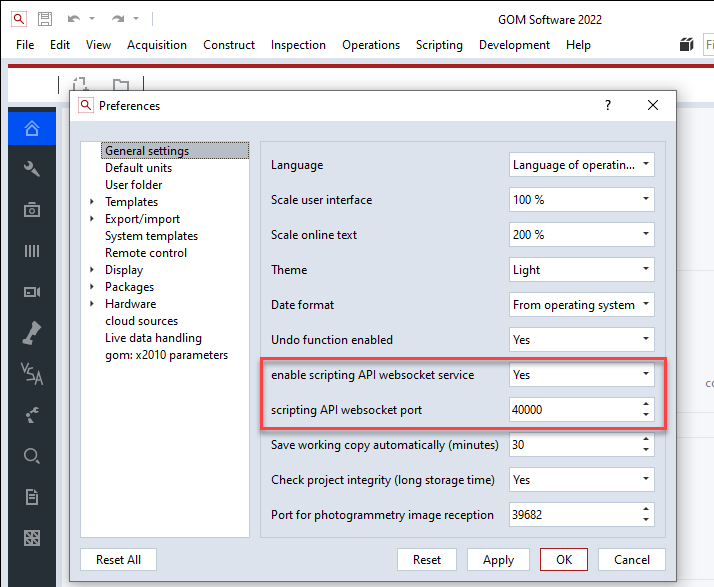 GOM Software 2022
File Edit View Acquisition Construct Inspection Operations Scripting Development Help Fi
Preferences ?
General settings
Default units
User folder
Templates
Export/import
System templates
Remote control
Display
Packages
Hardware
cloud sources
Live data handling
gom: x2010 parameters
Language Language of operatin...
Scale user interface 100 %
Scale online text 200 %
Theme Light
Date format From operating system
Undo function enabled Yes
enable scripting API websocket service Yes
scripting API websocket port 40000
Save working copy automatically (minutes) 30
Check project integrity (long storage time) Yes
Port for photogrammetry image reception 39682
Reset All Reset Apply OK Cancel
VSA